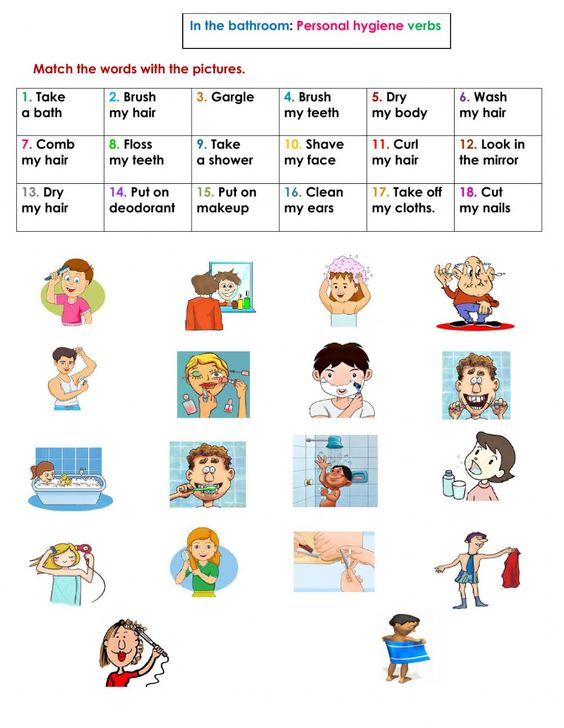 In the bathroom: Personal hygiene verbs
Match the words with the pictures.
1. Take a bath
2. Brush my hair
3. Gargle
4. Brush my teeth
5. Dry my body
6. Wash my hair
7. Comb my hair
8. Floss my teeth
9. Take a shower
10. Shave my face
11. Curl my hair
12. Look in the mirror
13. Dry my hair
14. Put on deodorant
15. Put on makeup
16. Clean my ears
17. Take off my cloths.
18. Cut my nails